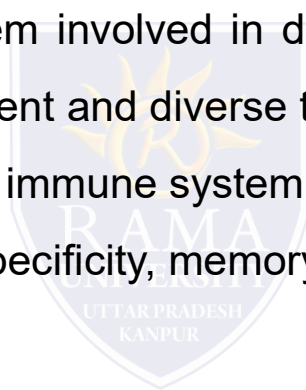 em involved in d
ent and diverse t
immune system
pecificity, memory
RAMA
UNIVERSITY
UTTAR PRADESH
KANPUR